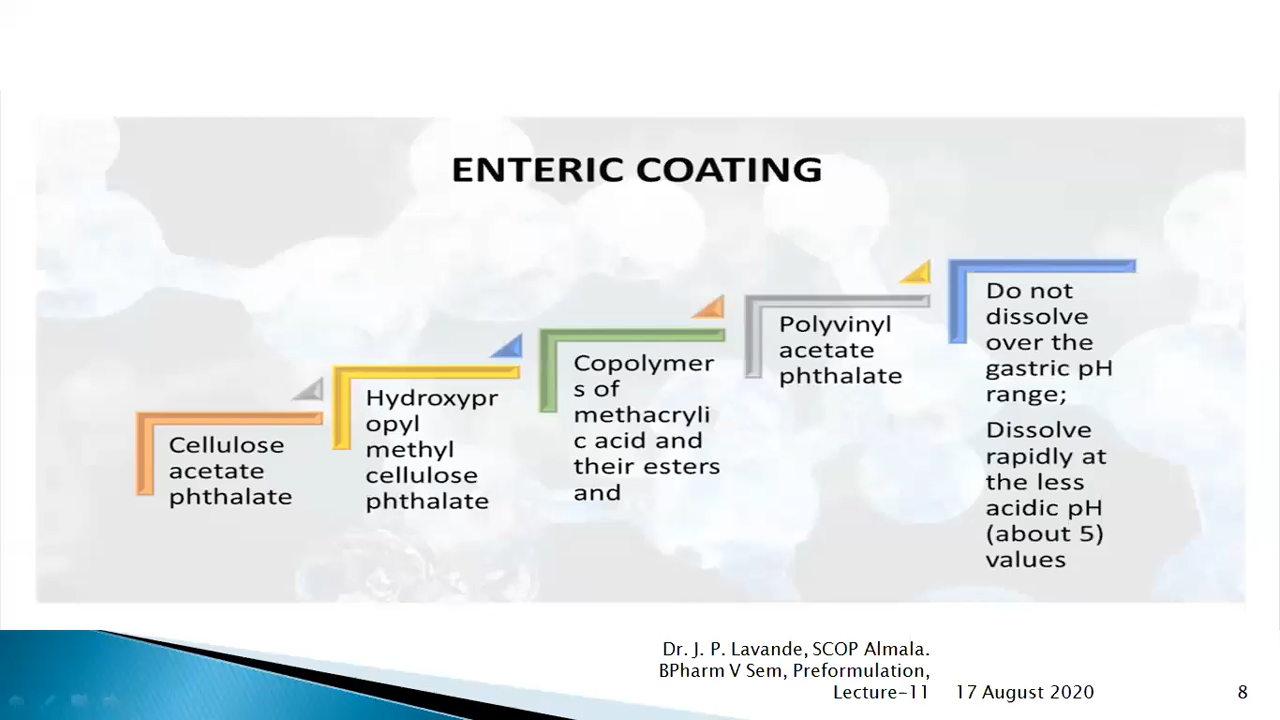 ENTERIC COATING
Cellulose
acetate
phthalate
Hydroxypr
opyl
methyl
cellulose
phthalate
Copolymer
s of
methacryli
c acid and
their esters
and
Polyvinyl
acetate
phthalate
Do not
dissolve
over the
gastric pH
range;
Dissolve
rapidly at
the less
acidic pH
(about 5)
values
Dr. J. P. Lavande, SCOP Almala.
BPharm V Sem, Preformulation,
Lecture-11
17 August 2020
8